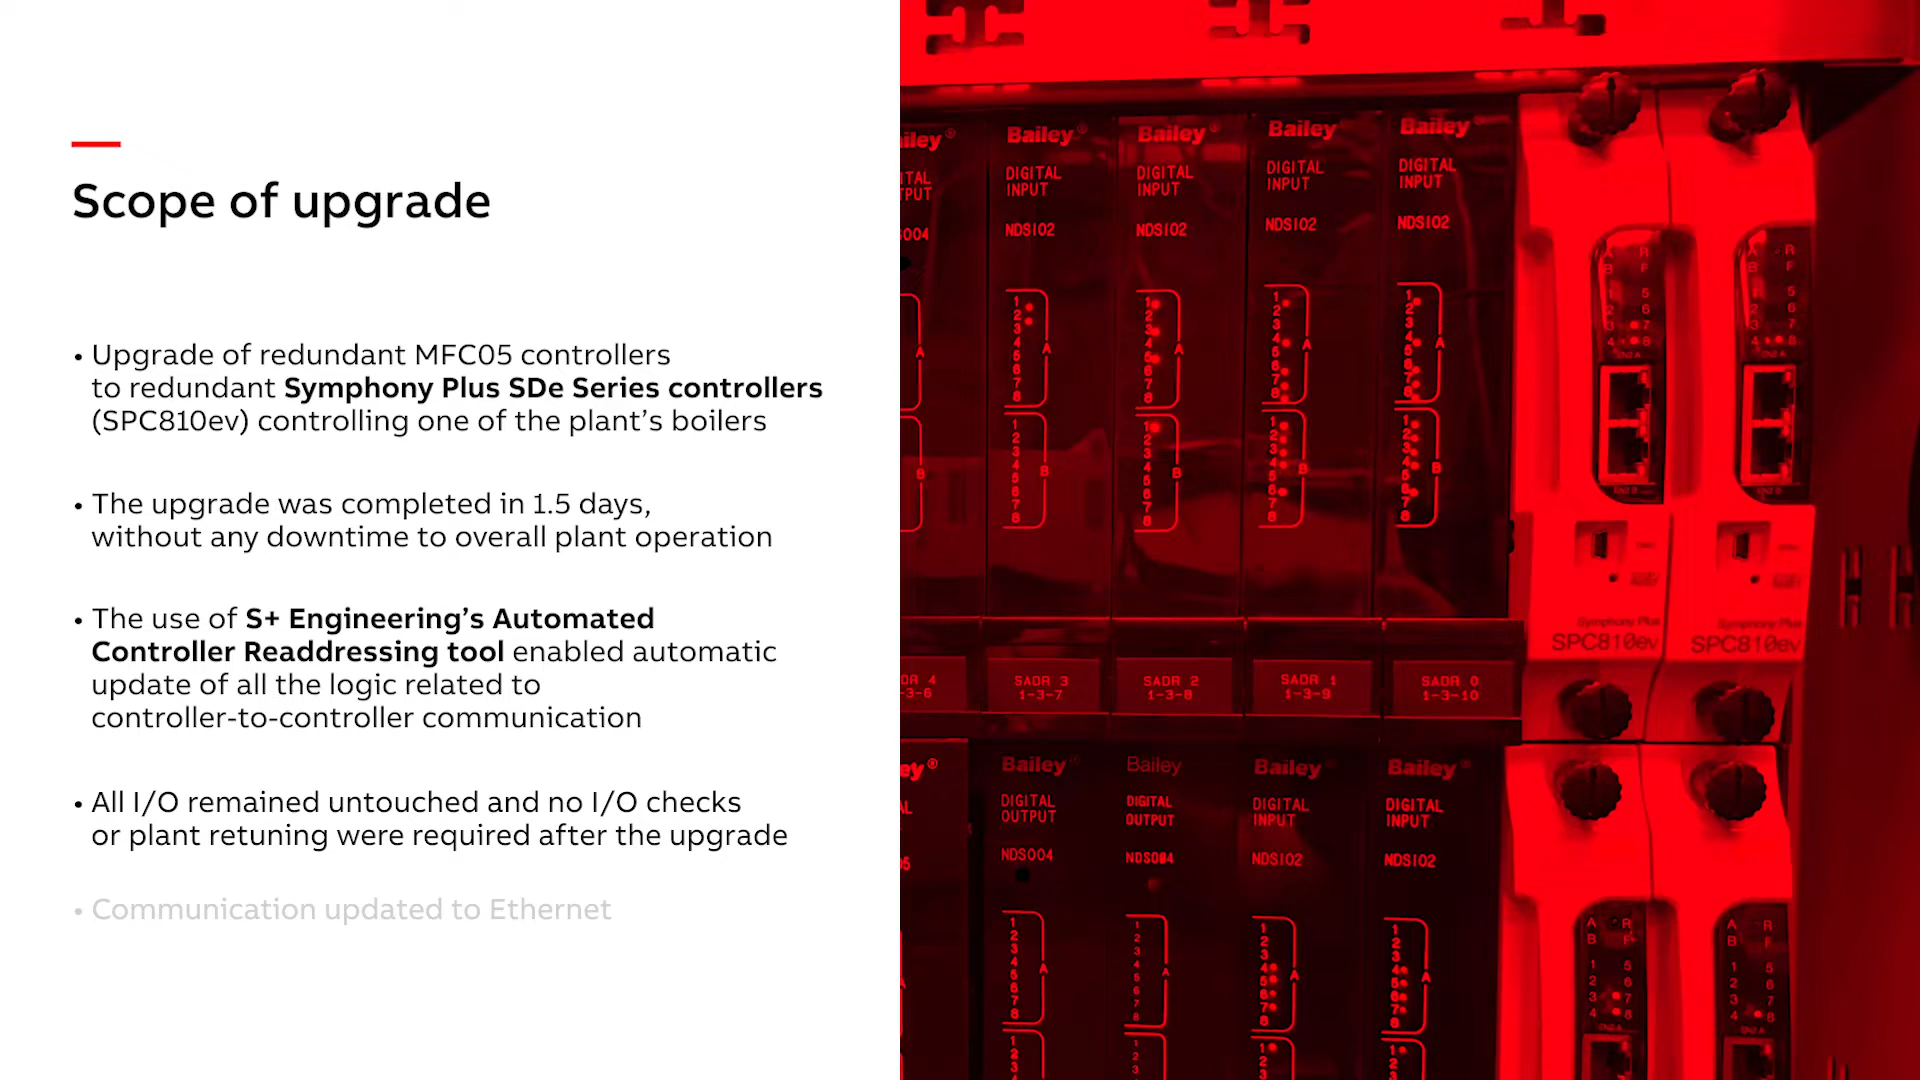 Scope of upgrade
• Upgrade of redundant MFC05 controllers
to redundant Symphony Plus SDe Series controllers
(SPC810ev) controlling one of the plant’s boilers
• The upgrade was completed in 1.5 days,
without any downtime to overall plant operation
• The use of S+ Engineering’s Automated
Controller Readdressing tool enabled automatic
update of all the logic related to
controller-to-controller communication
• All I/O remained untouched and no I/O checks
or plant retuning were required after the upgrade
• Communication updated to Ethernet
Bailey® Bailey® Bailey Bailey
DIGITAL DIGITAL DIGITAL DIGITAL
INPUT INPUT INPUT INPUT
NDSI02 NDSI02 NDSI02 NDSI02
Symphony Plus Symphony Plus
SPC810ev SPC810ev
SADR 3 SADR 2 SADR 1 SADR 0
1-3-7 1-3-8 1-3-9 1-3-10
Bailey® Bailey Bailey® Bailey®
DIGITAL DIGITAL DIGITAL DIGITAL
OUTPUT OUTPUT INPUT INPUT
NDSO04 NDSO04 NDSI02 NDSI02